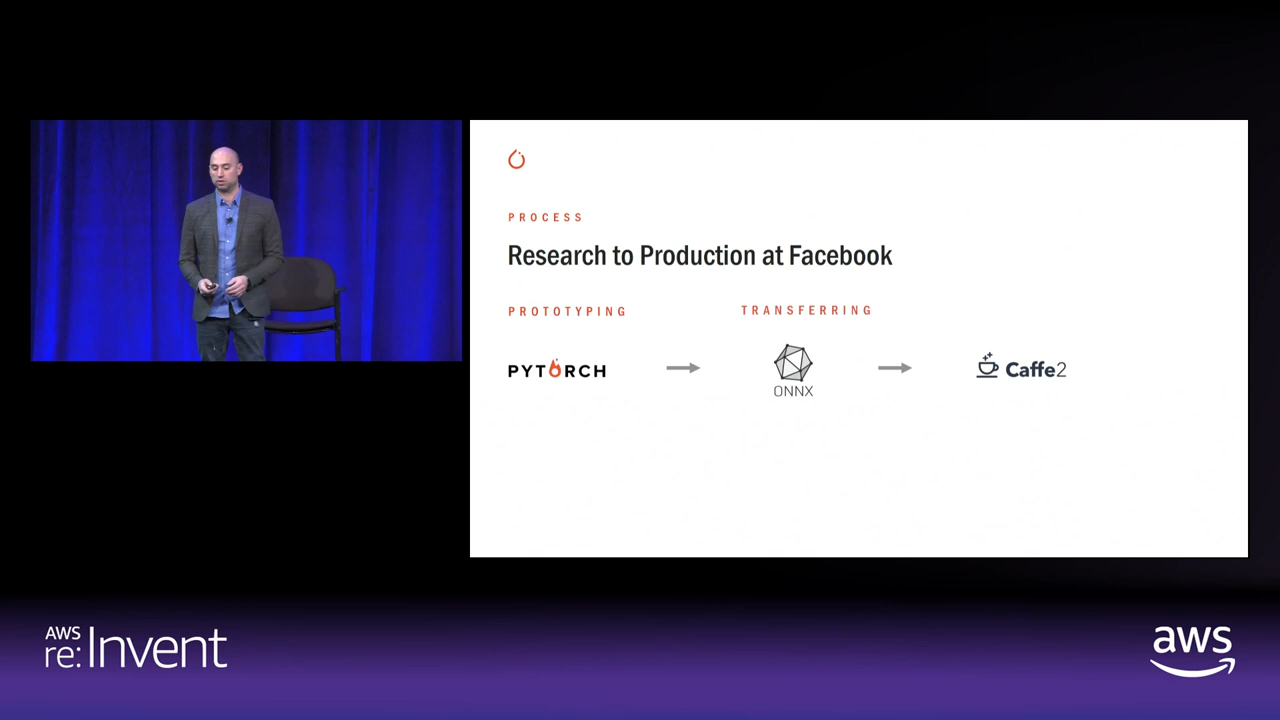 PROCESS
Research to Production at Facebook
PROTOTYPING
TRANSFERRING
PYTORCH
ONNX
Caffe2
AWS
re:Invent
aws